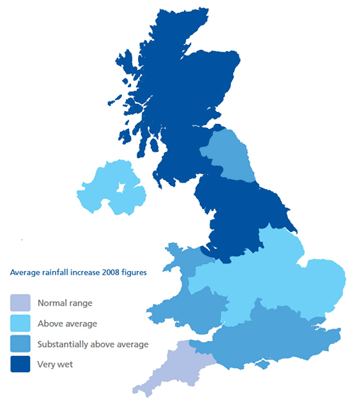 Average rainfall increase 2008 figures
Normal range
Above average
Substantially above average
Very wet